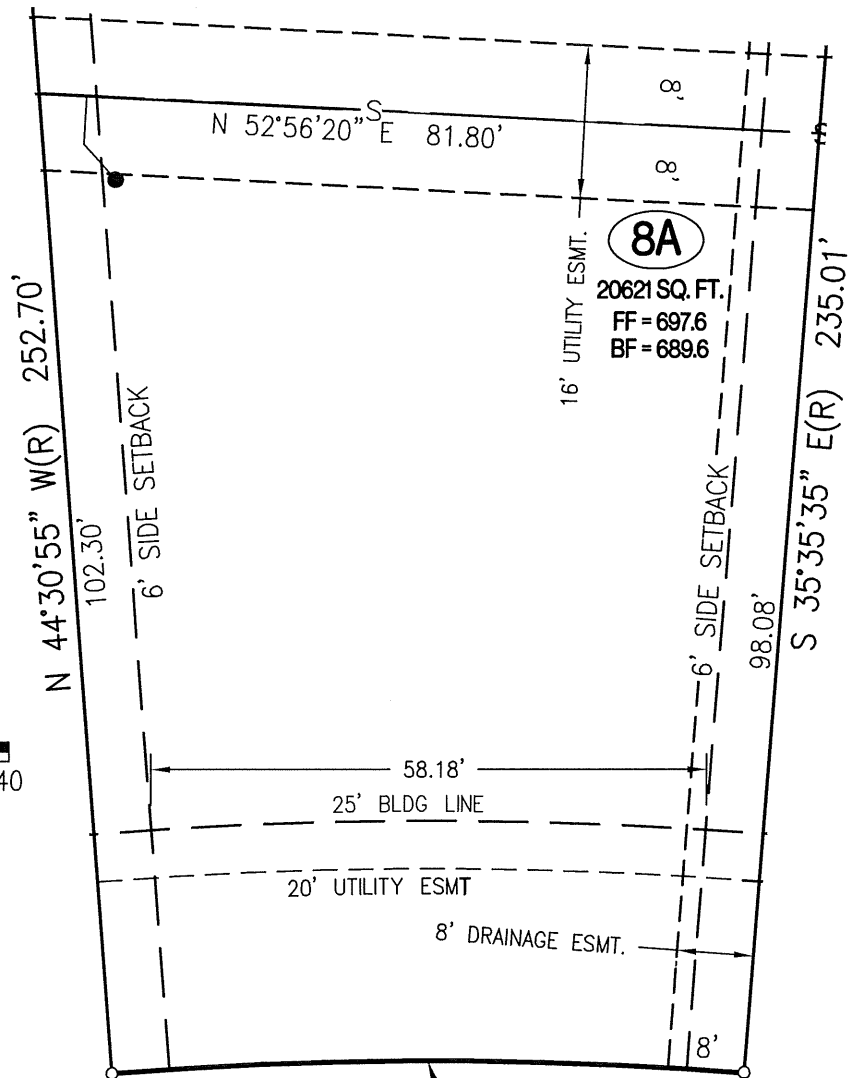 8'
S
N 52°56'20" E 81.80'
8'
8A
20621 SQ. FT.
FF = 697.6
BF = 689.6
16' UTILITY ESMT.
N 44°30'55" W(R) 252.70'
102.30'
6' SIDE SETBACK
6' SIDE SETBACK
98.08'
S 35°35'35" E(R) 235.01'
40
58.18'
25' BLDG LINE
20' UTILITY ESMT
8' DRAINAGE ESMT.
8'